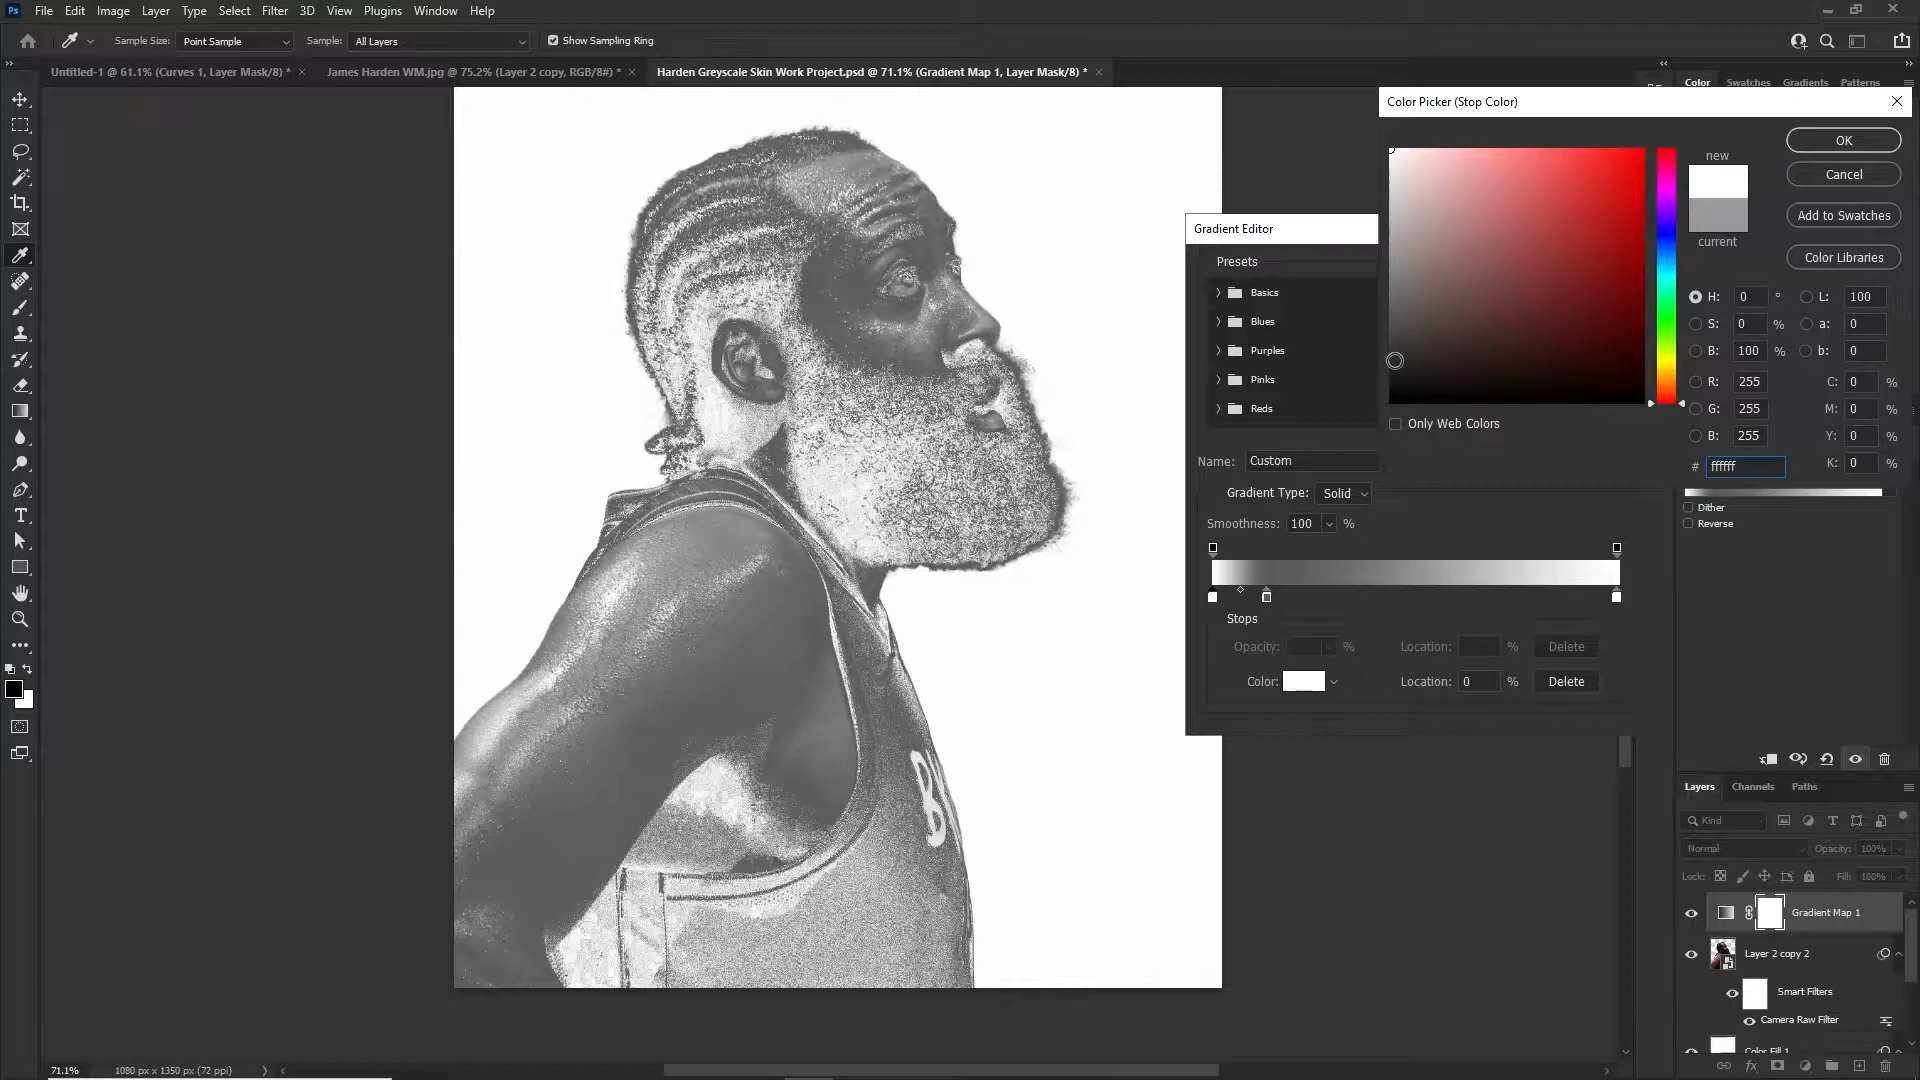 Ps File Edit Image Layer Type Select Filter 3D View Plugins Window Help
Sample Size: Point Sample Sample: All Layers Show Sampling Ring
Untitled-1 @ 61.1% (Curves 1, Layer Mask/8) * James Harden WM.jpg @ 75.2% (Layer 2 copy, RGB/8#) * Harden Greyscale Skin Work Project.psd @ 71.1% (Gradient Map 1, Layer Mask/8) *
Color Swatches Gradients Patterns
Color Picker (Stop Color)
OK
new
Cancel
Add to Swatches
current
Color Libraries
H: 0 ° L: 100
S: 0 % a: 0
B: 100 % b: 0
R: 255 C: 0 %
G: 255 M: 0 %
B: 255 Y: 0 %
# ffffff K: 0 %
Only Web Colors
Gradient Editor
Presets
Basics
Blues
Purples
Pinks
Reds
Name: Custom
Gradient Type: Solid
Smoothness: 100 %
Stops
Opacity: % Location: % Delete
Color: Location: 0 % Delete
Dither
Reverse
Layers Channels Paths
Kind
Normal Opacity: 100%
Lock: Fill: 100%
Gradient Map 1
Layer 2 copy 2
Smart Filters
Camera Raw Filter
Color Fill 1
71.1% 1080 px x 1350 px (72 ppi)